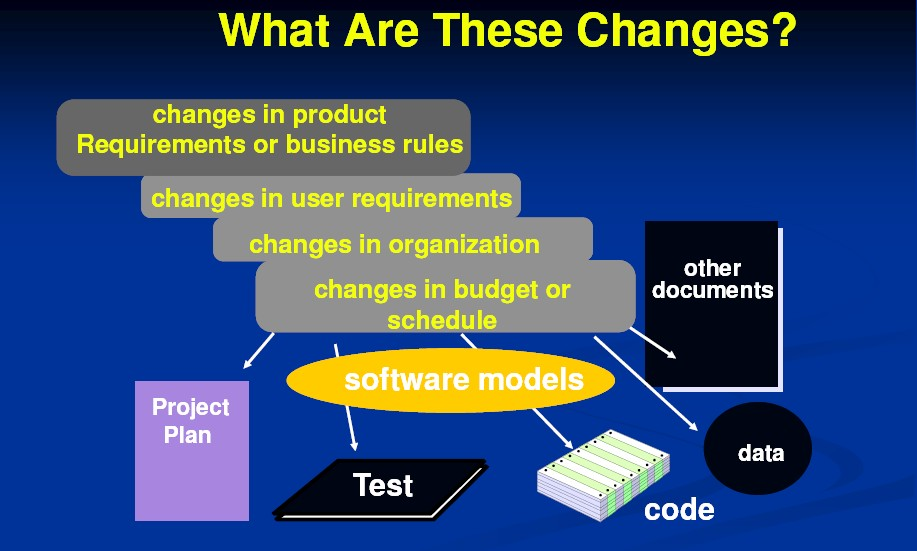 What Are These Changes?
changes in product
Requirements or business rules
changes in user requirements
changes in organization
changes in budget or
schedule
other
documents
software models
Project
Plan
data
Test
code